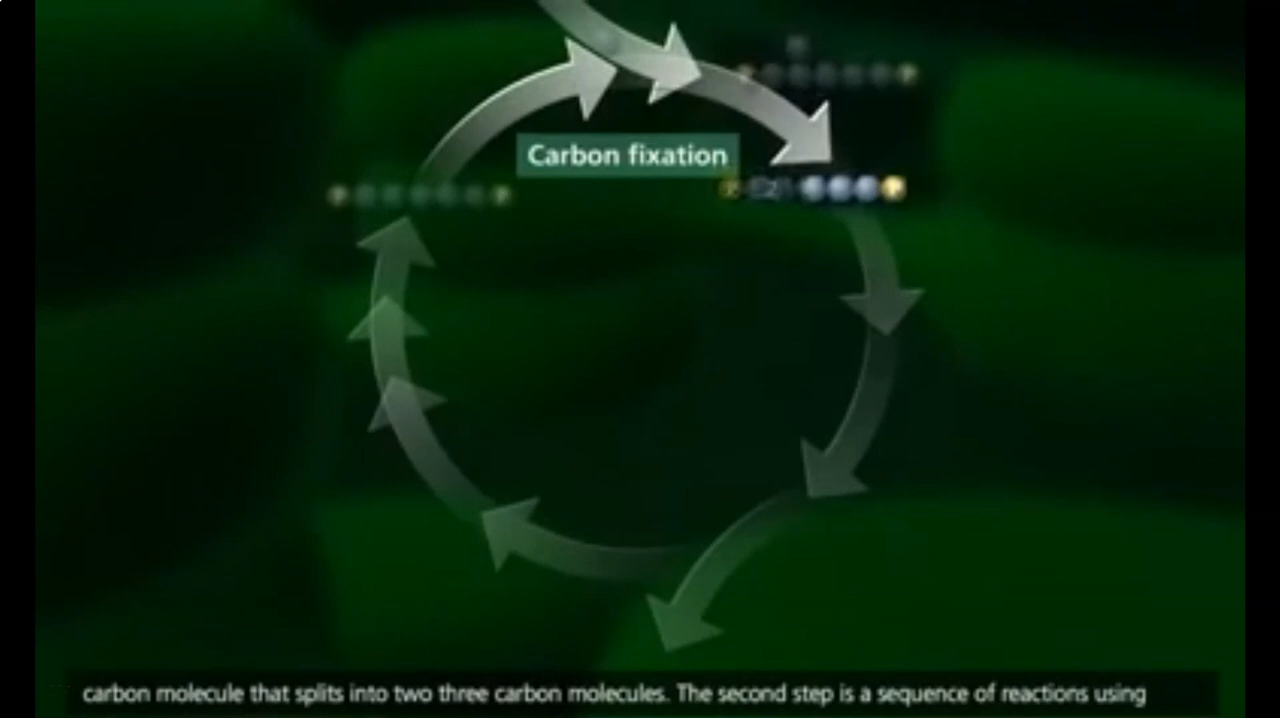 Carbon fixation
carbon molecule that splits into two three carbon molecules. The second step is a sequence of reactions using